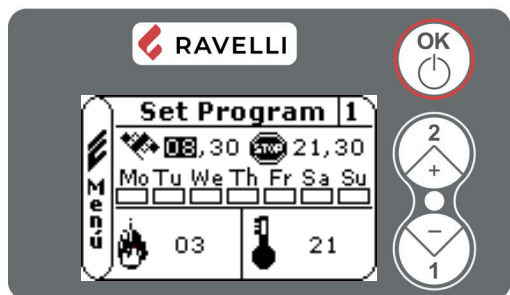 RAVELLI
OK
Set Program 1
08,30 STOP 21,30
Mo Tu We Th Fr Sa Su
Menú
03 21
2
+
−
1